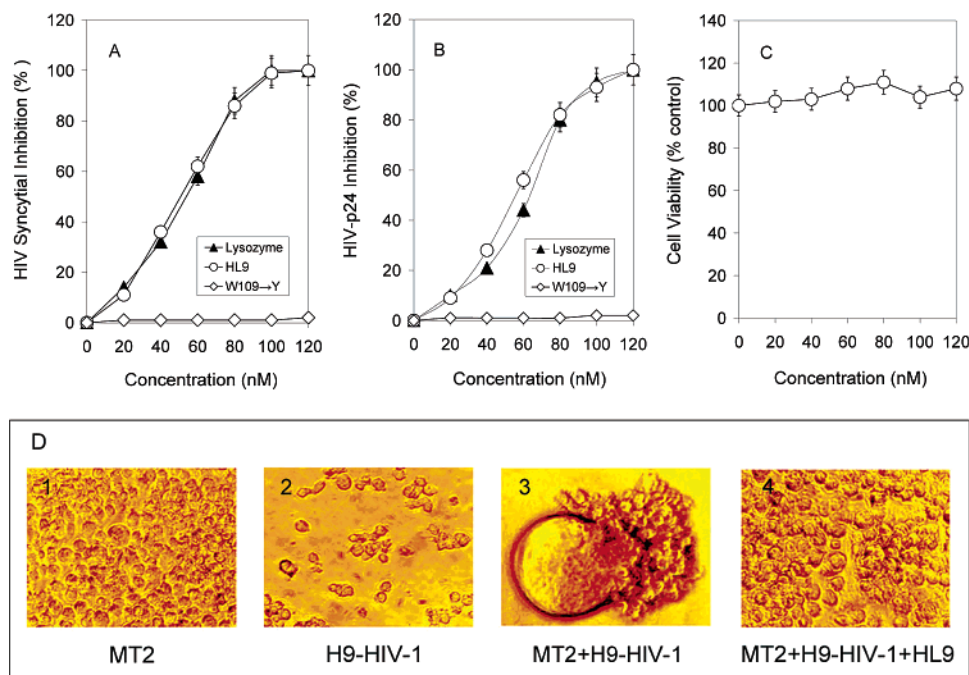 A
HIV Syncytial Inhibition (%)
120
100
80
60
40
20
0
Lysozyme
HL9
W109→Y
0 20 40 60 80 100 120
Concentration (nM)
B
HIV-p24 Inhibition (%)
120
100
80
60
40
20
0
Lysozyme
HL9
W109→Y
0 20 40 60 80 100 120
Concentration (nM)
C
Cell Viability (% control)
140
120
100
80
60
40
20
0
0 20 40 60 80 100 120
Concentration (nM)
D
1 2 3 4
MT2 H9-HIV-1 MT2+H9-HIV-1 MT2+H9-HIV-1+HL9